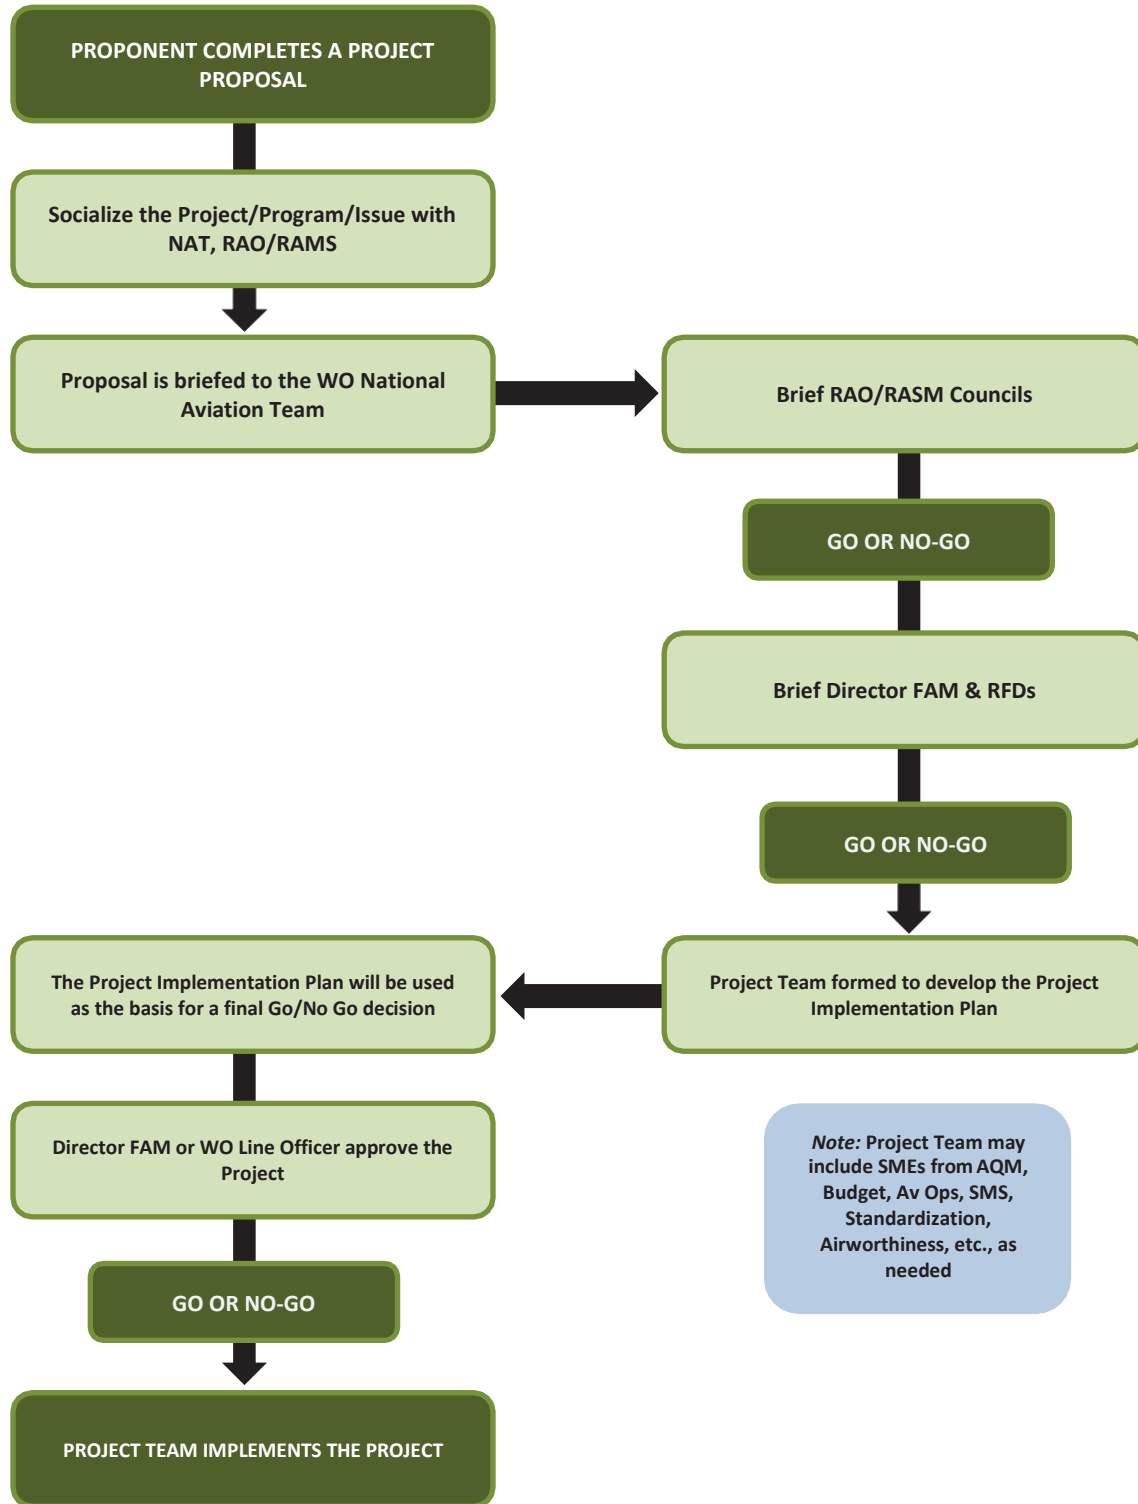 PROPONENT COMPLETES A PROJECT
PROPOSAL
Socialize the Project/Program/Issue with
NAT, RAO/RAMS
Proposal is briefed to the WO National
Aviation Team
Brief RAO/RASM Councils
GO OR NO-GO
Brief Director FAM & RFDs
GO OR NO-GO
Project Team formed to develop the Project
Implementation Plan
The Project Implementation Plan will be used
as the basis for a final Go/No Go decision
Note: Project Team may
include SMEs from AQM,
Budget, Av Ops, SMS,
Standardization,
Airworthiness, etc., as
needed
Director FAM or WO Line Officer approve the
Project
GO OR NO-GO
PROJECT TEAM IMPLEMENTS THE PROJECT